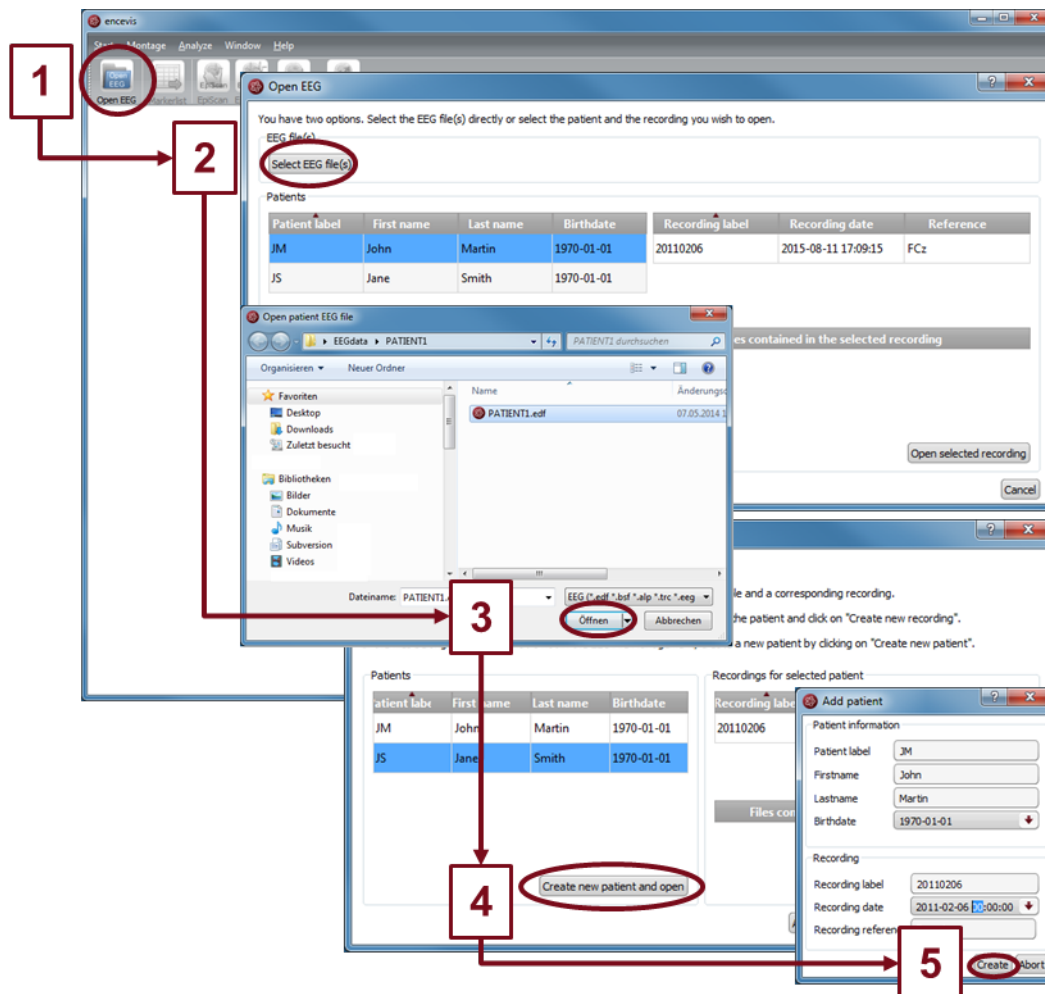 encevis
Start Montage Analyze Window Help
1
Open EEG
Open EEG Markerlist EpiScan
Open EEG
You have two options. Select the EEG file(s) directly or select the patient and the recording you wish to open.
EEG file(s)
2
Select EEG file(s)
Patients
Patient label First name Last name Birthdate Recording label Recording date Reference
JM John Martin 1970-01-01 20110206 2015-08-11 17:09:15 FCz
JS Jane Smith 1970-01-01
Open patient EEG file
EEGdata PATIENT1 PATIENT1 durchsuchen
contained in the selected recording
Organisieren Neuer Ordner
Favoriten Name
Desktop PATIENT1.edf 07.05.2014 1
Downloads
Zuletzt besucht
Open selected recording
Bibliotheken
Bilder
Cancel
Dokumente
Musik
Subversion
Videos
Dateiname: PATIENT1. EEG (*.edf *.bsf *.alp *.trc *.eeg
3
Öffnen Abbrechen
and a corresponding recording.
the patient and click on "Create new recording".
a new patient by clicking on "Create new patient".
Patients Recordings for selected patient
atient labe First name Last name Birthdate Recording labe
JM John Martin 1970-01-01 20110206
JS Jane Smith 1970-01-01
Files con
Create new patient and open
4
Add patient
Patient information
Patient label JM
Firstname John
Lastname Martin
Birthdate 1970-01-01
Recording
Recording label 20110206
Recording date 2011-02-06 00:00:00
Recording referen
5
Create Abort